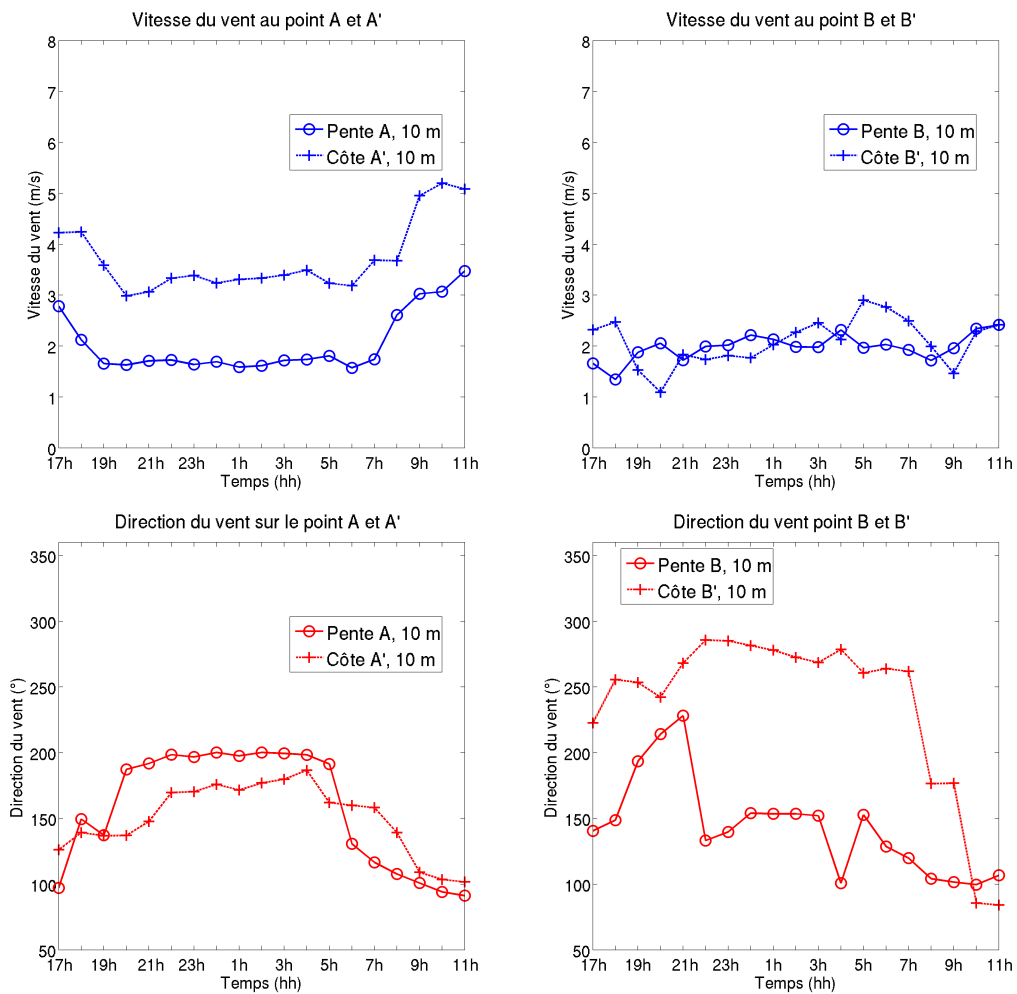 Vitesse du vent au point A et A'
8
7
6
5
4
3
2
1
0
Vitesse du vent (m/s)
Pente A, 10 m
Côte A', 10 m
17h 19h 21h 23h 1h 3h 5h 7h 9h 11h
Temps (hh)
Vitesse du vent au point B et B'
8
7
6
5
4
3
2
1
0
Vitesse du vent (m/s)
Pente B, 10 m
Côte B', 10 m
17h 19h 21h 23h 1h 3h 5h 7h 9h 11h
Temps (hh)
Direction du vent sur le point A et A'
350
300
250
200
150
100
50
Direction du vent (°)
Pente A, 10 m
Côte A', 10 m
17h 19h 21h 23h 1h 3h 5h 7h 9h 11h
Temps (hh)
Direction du vent point B et B'
350
300
250
200
150
100
50
Direction du vent (°)
Pente B, 10 m
Côte B', 10 m
17h 19h 21h 23h 1h 3h 5h 7h 9h 11h
Temps (hh)